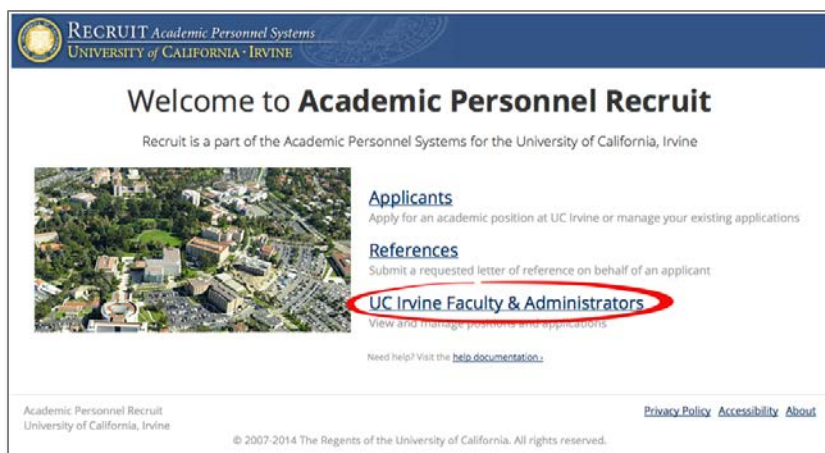 RECRUIT Academic Personnel Systems
UNIVERSITY of CALIFORNIA · IRVINE
Welcome to Academic Personnel Recruit
Recruit is a part of the Academic Personnel Systems for the University of California, Irvine
Applicants
Apply for an academic position at UC Irvine or manage your existing applications
References
Submit a requested letter of reference on behalf of an applicant
UC Irvine Faculty & Administrators
View and manage positions and applications
Need help? Visit the help documentation ›
Academic Personnel Recruit
University of California, Irvine
Privacy Policy Accessibility About
© 2007-2014 The Regents of the University of California. All rights reserved.